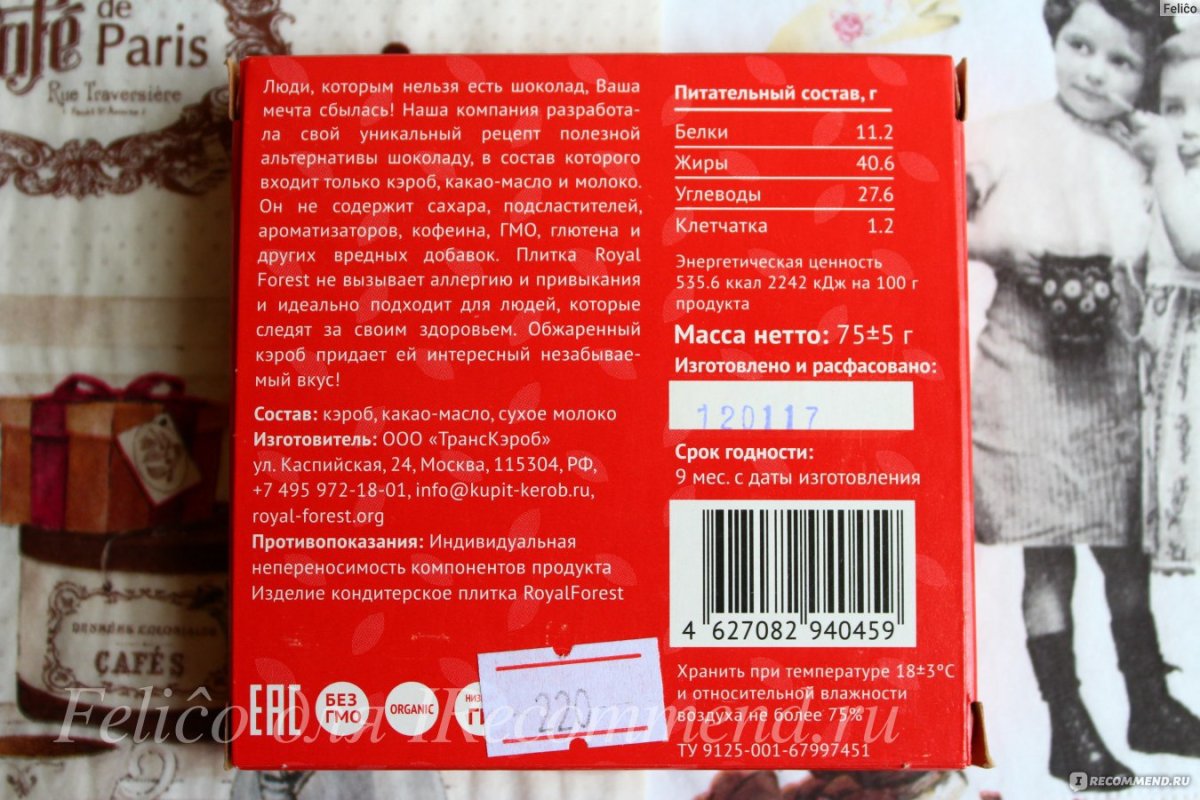 Feliĉo
Café de
Paris
Rue Traversière
Люди, которым нельзя есть шоколад, Ваша
мечта сбылась! Наша компания разработа-
ла свой уникальный рецепт полезной
альтернативы шоколаду, в состав которого
входит только кэроб, какао-масло и молоко.
Он не содержит сахара, подсластителей,
ароматизаторов, кофеина, ГМО, глютена и
других вредных добавок. Плитка Royal
Forest не вызывает аллергию и привыкания
и идеально подходит для людей, которые
следят за своим здоровьем. Обжаренный
кэроб придает ей интересный незабывае-
мый вкус!
Состав: кэроб, какао-масло, сухое молоко
Изготовитель: ООО «ТрансКэроб»
ул. Каспийская, 24, Москва, 115304, РФ,
+7 495 972-18-01, info@kupit-kerob.ru,
royal-forest.org
Противопоказания: Индивидуальная
непереносимость компонентов продукта
Изделие кондитерское плитка RoyalForest
EAC
БЕЗ
ГМО
ORGANIC
220
Питательный состав, г
Белки 11.2
Жиры 40.6
Углеводы 27.6
Клетчатка 1.2
Энергетическая ценность
535.6 ккал 2242 кДж на 100 г
продукта
Масса нетто: 75±5 г
Изготовлено и расфасовано:
120117
Срок годности:
9 мес. с даты изготовления
4 627082 940459
Хранить при температуре 18±3°С
и относительной влажности
воздуха не более 75%
ТУ 9125-001-67997451
CAFÉS
Feliĉo для IRecommend.ru
IRECOMMEND.RU